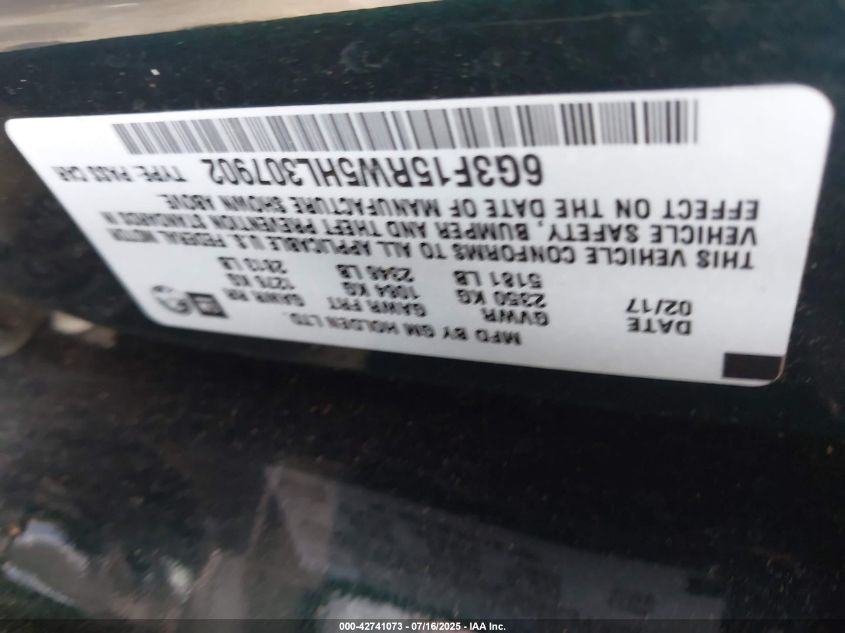 MFD BY GM HOLDEN LTD.
DATE GVWR GAWR FRT GAWR RR
02/17 2350 KG 1064 KG 1275 KG
5181 LB 2346 LB 2813 LB
THIS VEHICLE CONFORMS TO ALL APPLICABLE U.S. FEDERAL MOTOR
VEHICLE SAFETY, BUMPER AND THEFT PREVENTION STANDARDS IN
EFFECT ON THE DATE OF MANUFACTURE SHOWN ABOVE.
6G3F15RW5HL307902 TYPE: PASS CAR
000-42741073 - 07/16/2025 - IAA Inc.